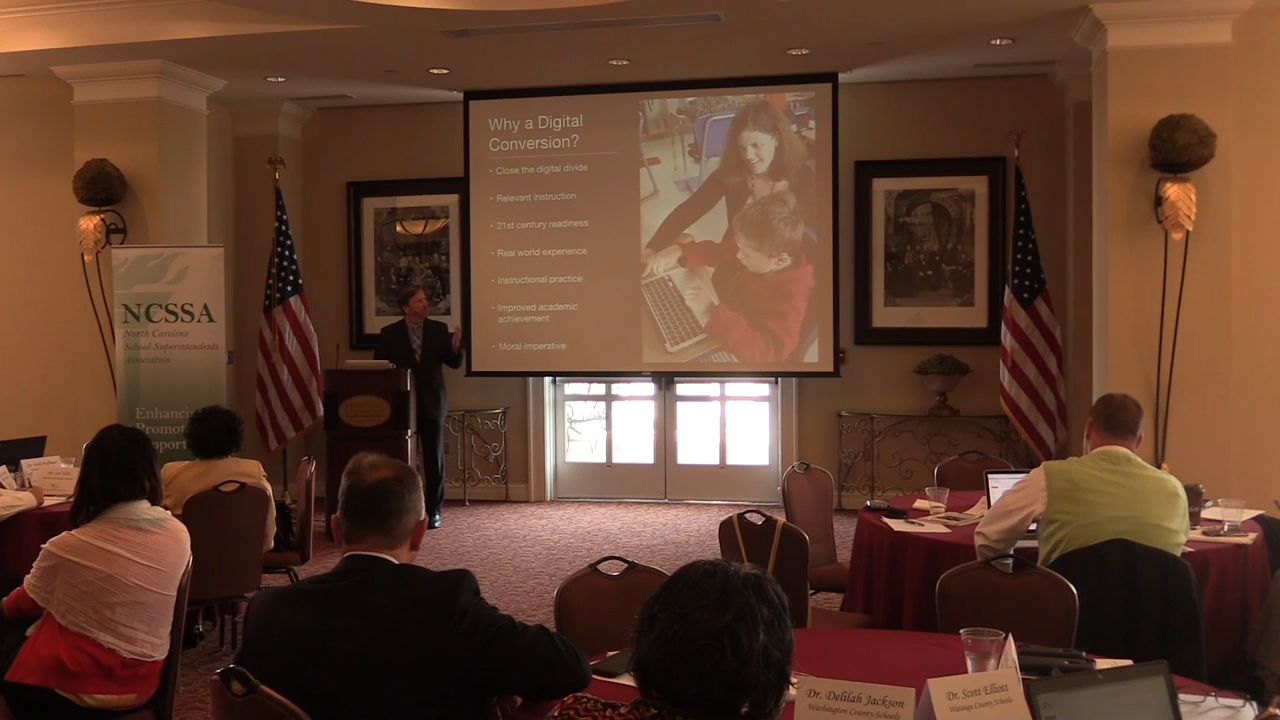 Why a Digital
Conversion?
• Close the digital divide
• Relevant instruction
• 21st century readiness
• Real world experience
• Instructional practice
• Improved academic
achievement
• Moral imperative
NCSSA
North Carolina
School Superintendents
Association
Dr. Delilah Jackson
Washington County Schools
Dr. Scott Elliott
Watauga County Schools